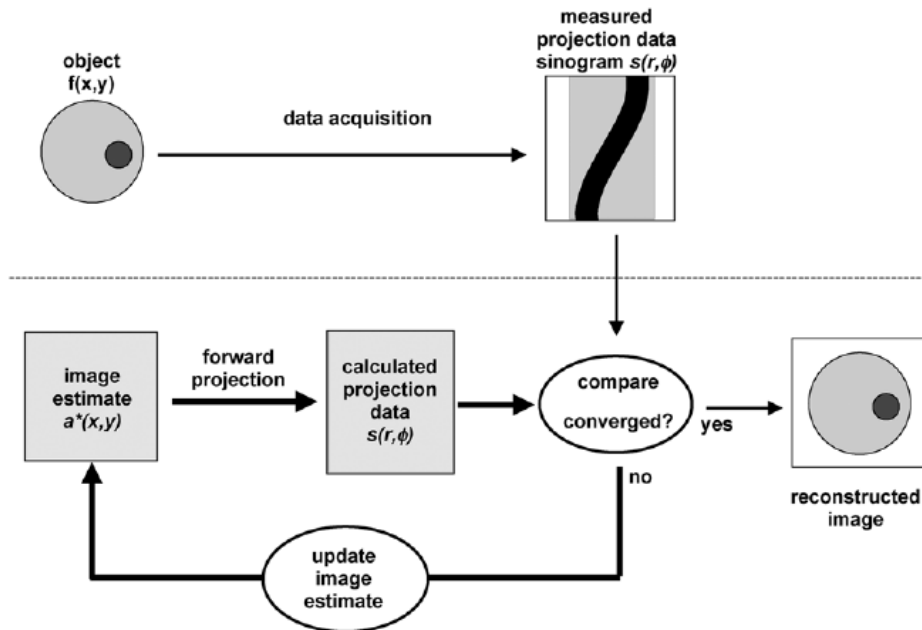 object
f(x,y)
data acquisition
measured
projection data
sinogram s(r,ϕ)
image
estimate
a*(x,y)
forward
projection
calculated
projection
data
s(r,ϕ)
compare
converged?
yes
no
reconstructed
image
update
image
estimate